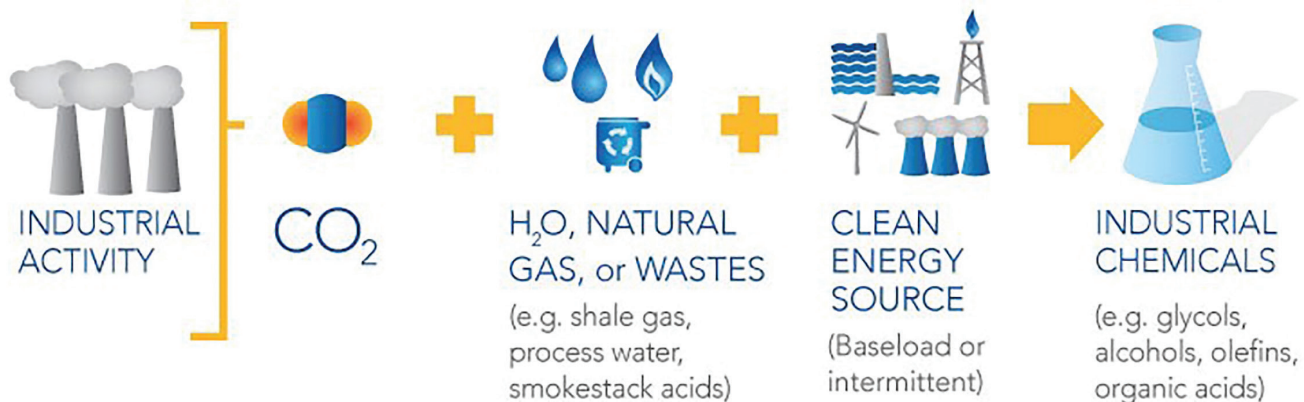 INDUSTRIAL
ACTIVITY
CO₂
H₂O, NATURAL
GAS, or WASTES
(e.g. shale gas,
process water,
smokestack acids)
CLEAN
ENERGY
SOURCE
(Baseload or
intermittent)
INDUSTRIAL
CHEMICALS
(e.g. glycols,
alcohols, olefins,
organic acids)